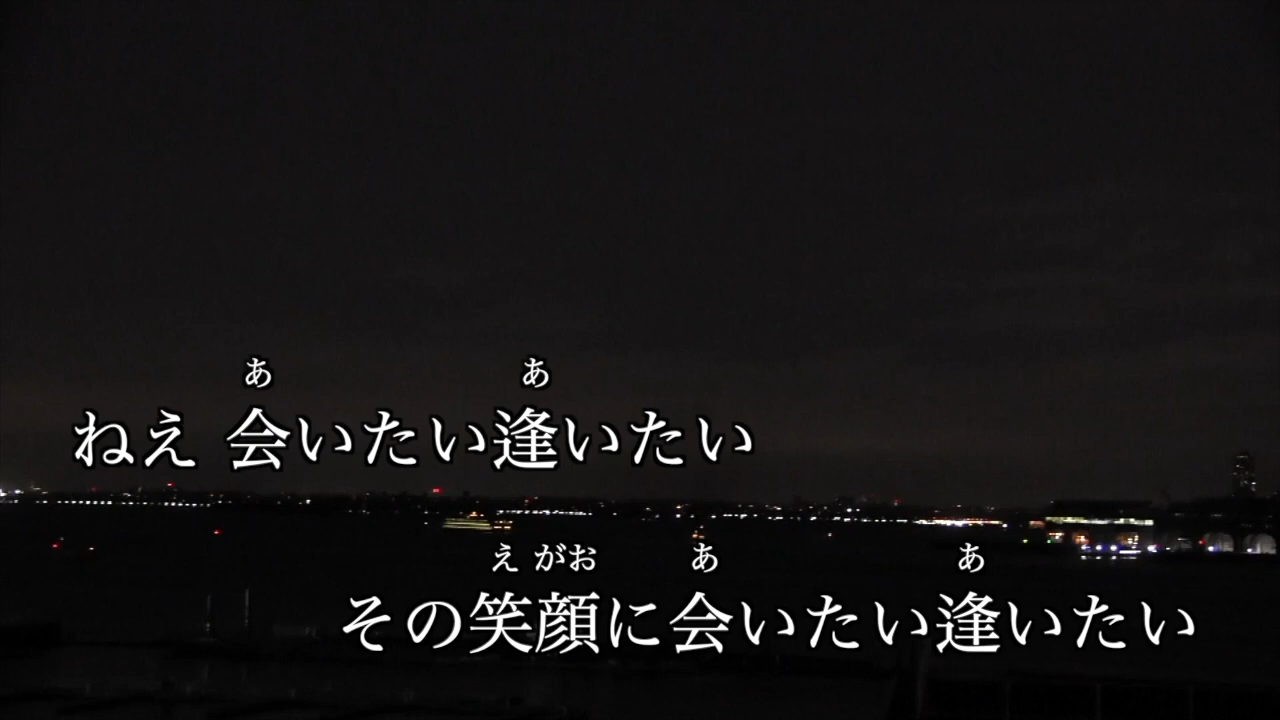 あ あ
ねえ 会いたい逢いたい
え がお あ あ
その笑顔に会いたい逢いたい